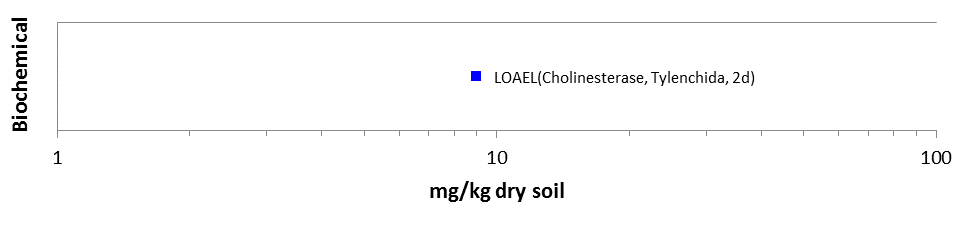 Biochemical
LOAEL(Cholinesterase, Tylenchida, 2d)
1 10 100
mg/kg dry soil